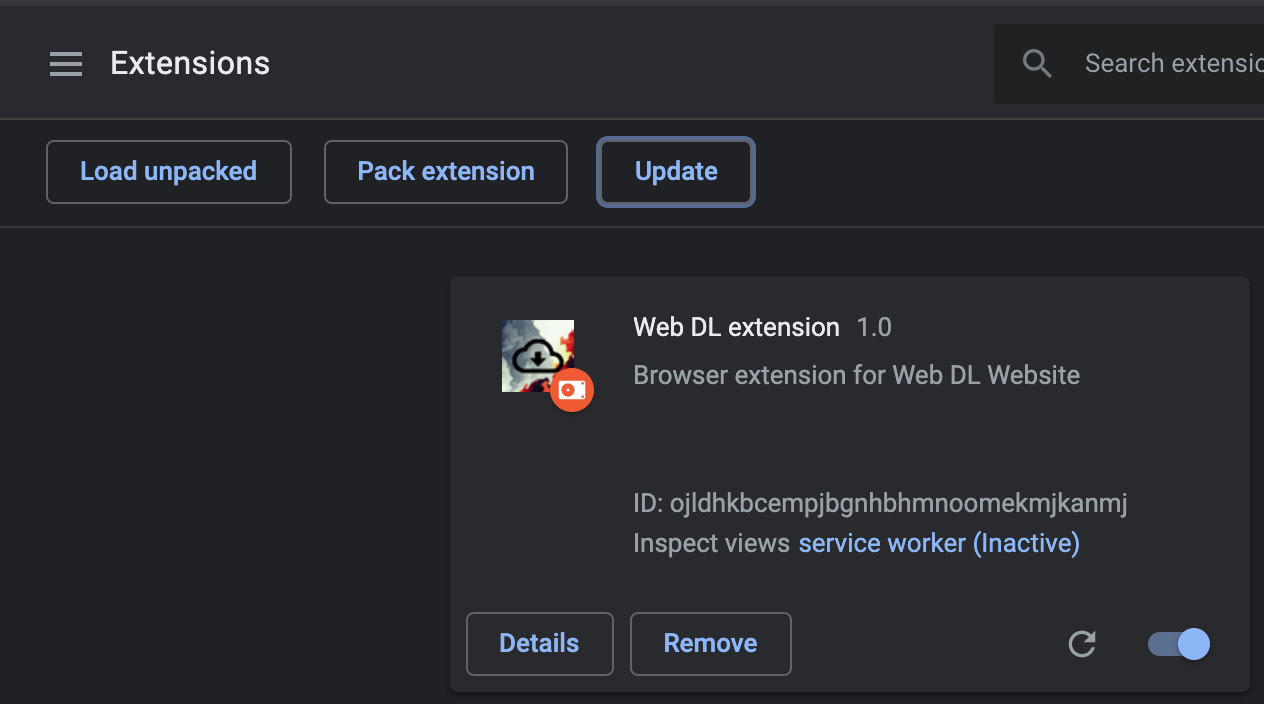 Extensions
Load unpacked
Pack extension
Update
Web DL extension 1.0
Browser extension for Web DL Website
ID: ojldhkbcempjbgnhbhmnoomekmjkanmj
Inspect views service worker (Inactive)
Details
Remove
Search extensio